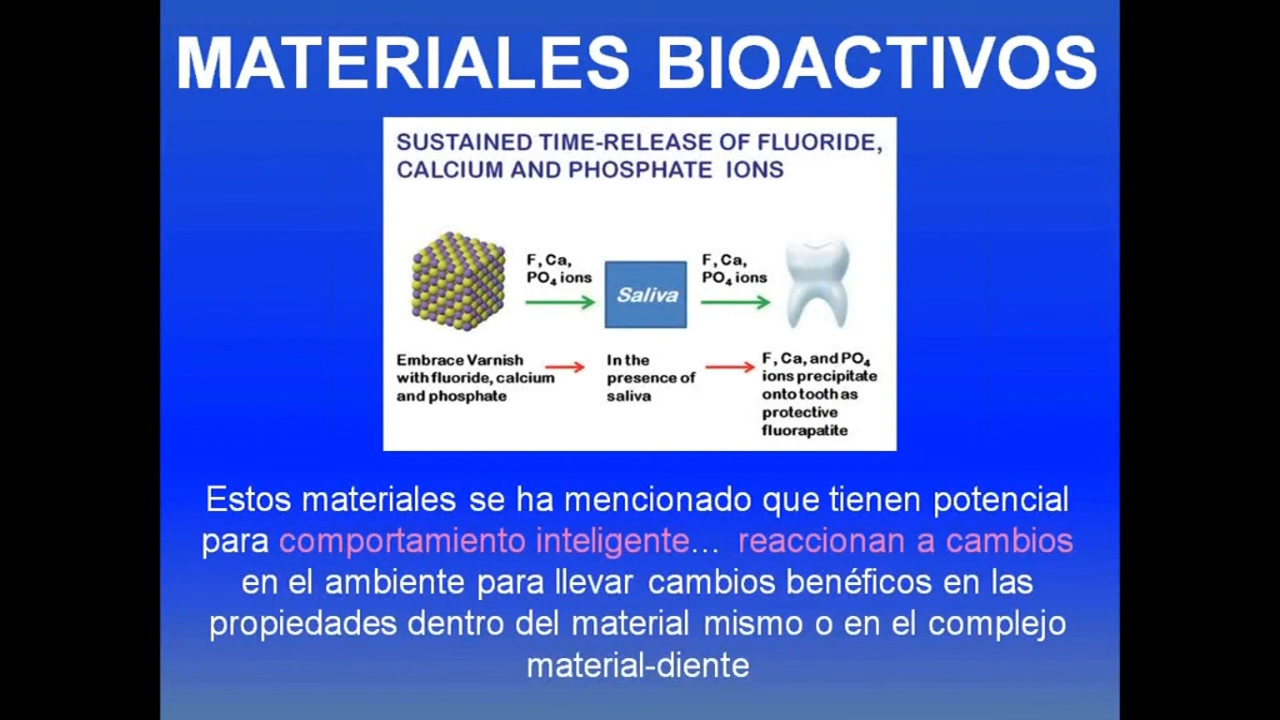 MATERIALES BIOACTIVOS
SUSTAINED TIME-RELEASE OF FLUORIDE,
CALCIUM AND PHOSPHATE IONS
F, Ca,
PO₄ ions
Saliva
F, Ca,
PO₄ ions
Embrace Varnish
with fluoride, calcium
and phosphate
In the
presence of
saliva
F, Ca, and PO₄
ions precipitate
onto tooth as
protective
fluorapatite
Estos materiales se ha mencionado que tienen potencial
para comportamiento inteligente... reaccionan a cambios
en el ambiente para llevar cambios benéficos en las
propiedades dentro del material mismo o en el complejo
material-diente